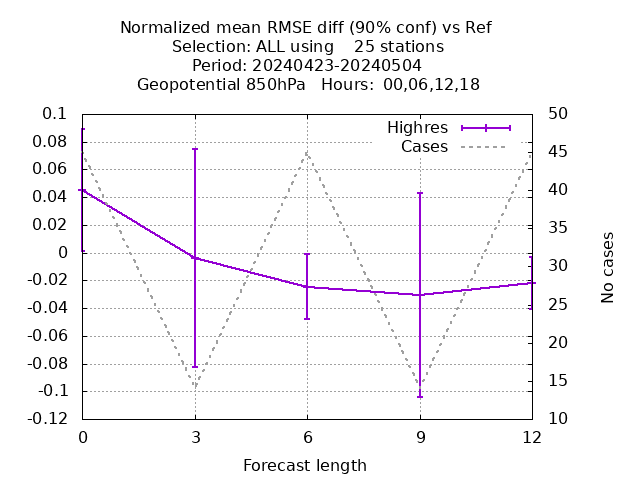 Normalized mean RMSE diff (90% conf) vs Ref
Selection: ALL using    25 stations
Period: 20240423-20240504
Geopotential 850hPa   Hours: 00,06,12,18
Highres
Cases
0.1
0.08
0.06
0.04
0.02
0
-0.02
-0.04
-0.06
-0.08
-0.1
-0.12
50
45
40
35
30
25
20
15
10
No cases
0 3 6 9 12
Forecast length